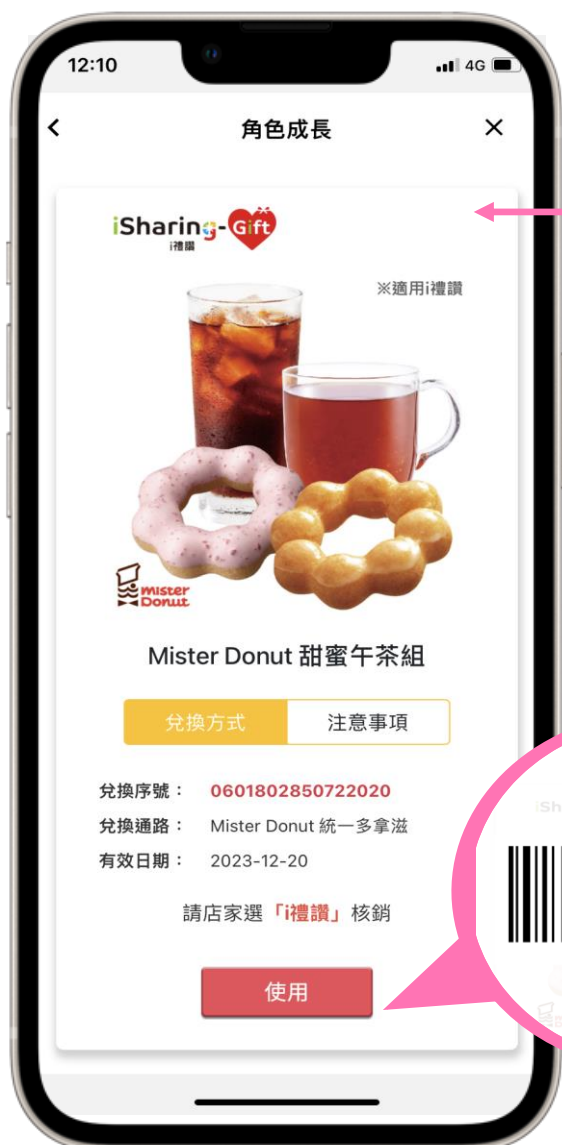 12:10
4G
角色成長
iSharing-Gift
i禮讚
※適用i禮讚
mister
Donut
Mister Donut 甜蜜午茶組
兌換方式 注意事項
兌換序號： 0601802850722020
兌換通路： Mister Donut 統一多拿滋
有效日期： 2023-12-20
請店家選「i禮讚」核銷
使用
iSh